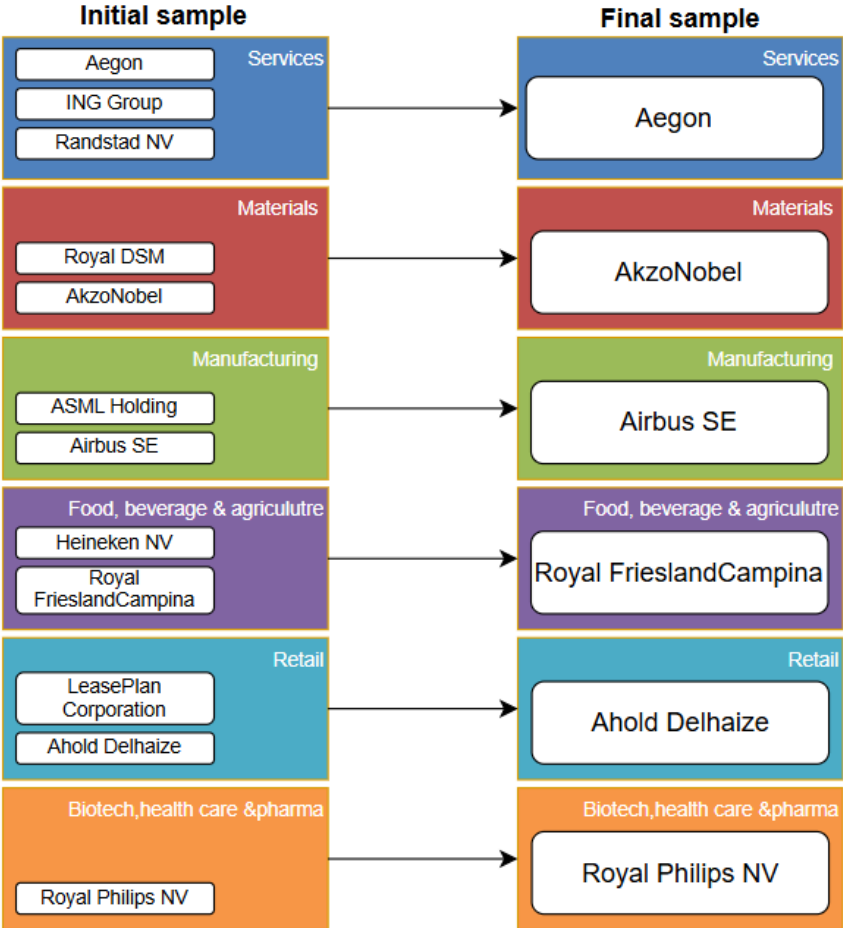 Initial sample
Final sample
Services
Aegon
ING Group
Randstad NV
Services
Aegon
Materials
Royal DSM
AkzoNobel
Materials
AkzoNobel
Manufacturing
ASML Holding
Airbus SE
Manufacturing
Airbus SE
Food, beverage & agriculutre
Heineken NV
Royal
FrieslandCampina
Food, beverage & agriculutre
Royal FrieslandCampina
Retail
LeasePlan
Corporation
Ahold Delhaize
Retail
Ahold Delhaize
Biotech,health care &pharma
Royal Philips NV
Biotech,health care &pharma
Royal Philips NV